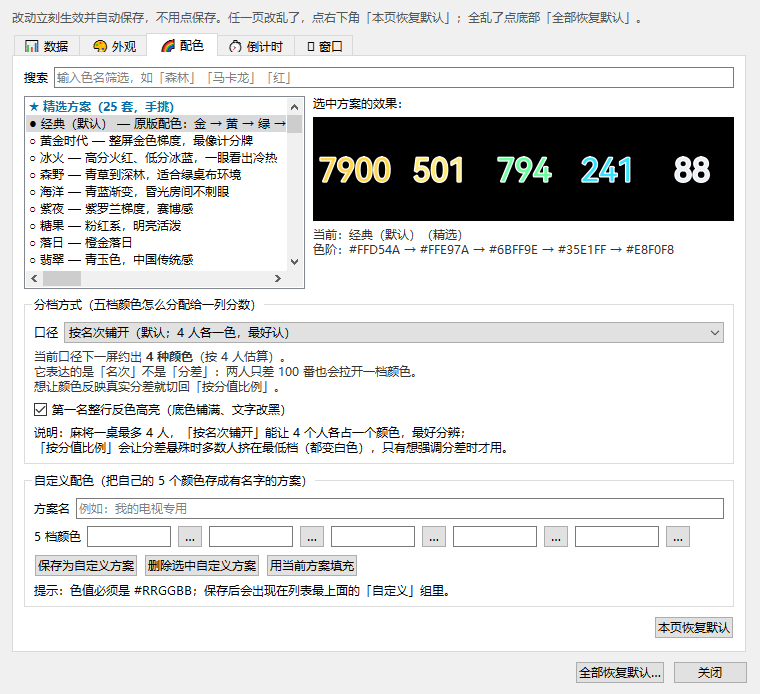 改动立刻生效并自动保存，不用点保存。任一页改乱了，点右下角「本页恢复默认」；全乱了点底部「全部恢复默认」。
数据 外观 配色 倒计时 窗口
搜索 输入色名筛选，如「森林」「马卡龙」「红」
★ 精选方案（25 套，手挑）
● 经典（默认） — 原版配色：金 → 黄 → 绿 →
○ 黄金时代 — 整屏金色梯度，最像计分牌
○ 冰火 — 高分火红、低分冰蓝，一眼看出冷热
○ 森野 — 青草到深林，适合绿桌布环境
○ 海洋 — 青蓝渐变，昏光房间不刺眼
○ 紫夜 — 紫罗兰梯度，赛博感
○ 糖果 — 粉红系，明亮活泼
○ 落日 — 橙金落日
○ 翡翠 — 青玉色，中国传统感
选中方案的效果：
7900 501 794 241 88
当前：经典（默认）（精选）
色阶：#FFD54A → #FFE97A → #6BFF9E → #35E1FF → #E8F0F8
分档方式（五档颜色怎么分配给一列分数）
口径 按名次铺开（默认；4 人各一色，最好认）
当前口径下一屏约出 4 种颜色（按 4 人估算）。
它表达的是「名次」不是「分差」：两人只差 100 番也会拉开一档颜色。
想让颜色反映真实分差就切回「按分值比例」。
第一名整行反色高亮（底色铺满、文字改黑）
说明：麻将一桌最多 4 人，「按名次铺开」能让 4 个人各占一个颜色，最好分辨；
「按分值比例」会让分差悬殊时多数人挤在最低档（都变白色），只有想强调分差时才用。
自定义配色（把自己的 5 个颜色存成有名字的方案）
方案名 例如：我的电视专用
5 档颜色 ... ... ... ... ...
保存为自定义方案 删除选中自定义方案 用当前方案填充
提示：色值必须是 #RRGGBB；保存后会出现在列表最上面的「自定义」组里。
本页恢复默认
全部恢复默认... 关闭